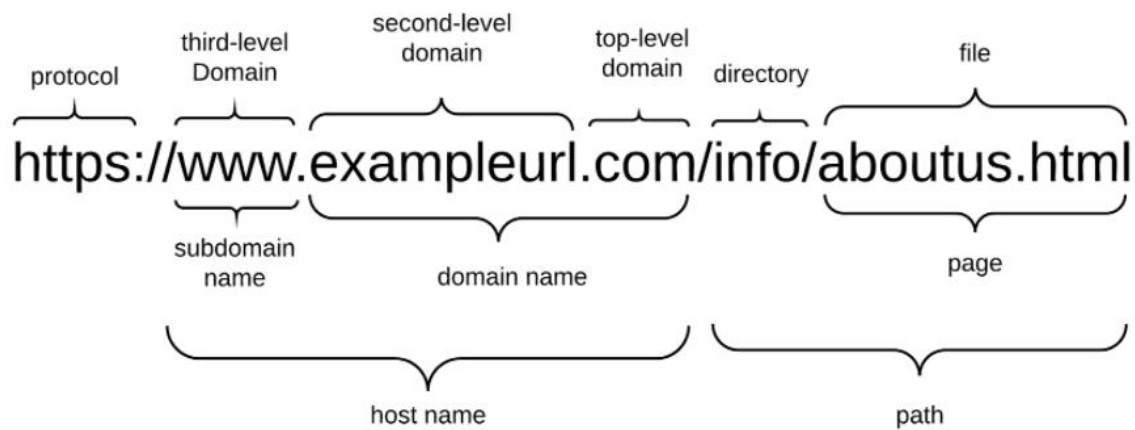 protocol
third-level
Domain
second-level
domain
top-level
domain
directory
file
https://www.exampleurl.com/info/aboutus.html
subdomain
name
domain name
page
host name
path